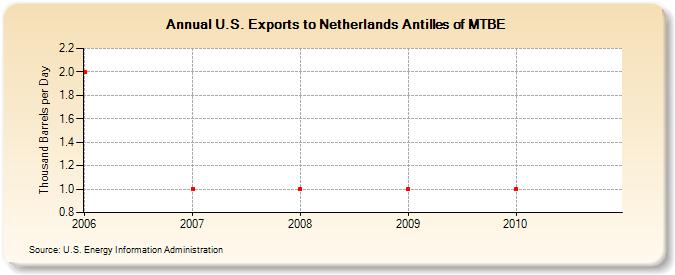 Annual U.S. Exports to Netherlands Antilles of MTBE
Thousand Barrels per Day
2.2
2.0
1.8
1.6
1.4
1.2
1.0
0.8
2006 2007 2008 2009 2010
Source: U.S. Energy Information Administration